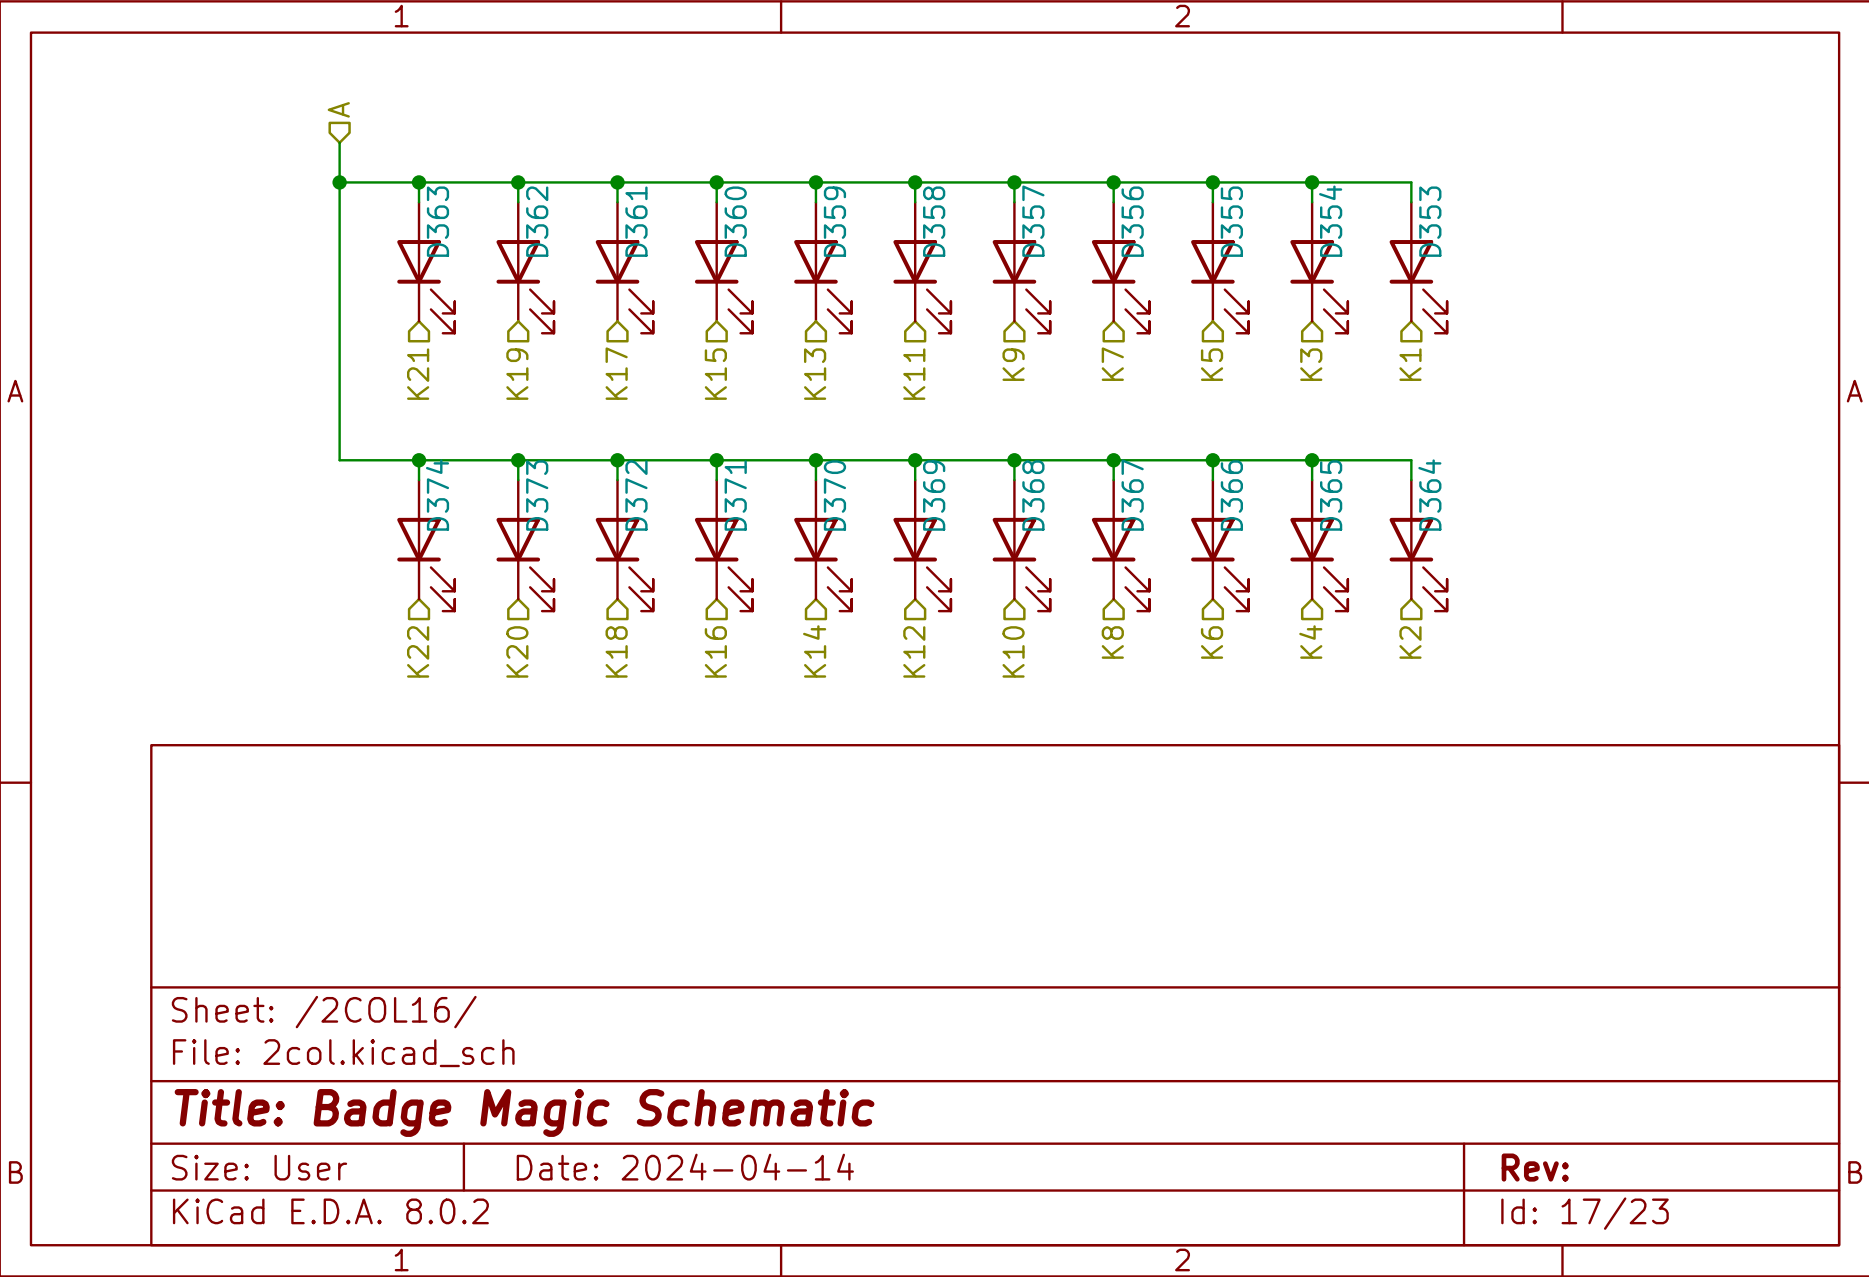 1 2
A
D363 D362 D361 D360 D359 D358 D357 D356 D355 D354 D353
K21 K19 K17 K15 K13 K11 K9 K7 K5 K3 K1
A A
D374 D373 D372 D371 D370 D369 D368 D367 D366 D365 D364
K22 K20 K18 K16 K14 K12 K10 K8 K6 K4 K2
Sheet: /2COL16/
File: 2col.kicad_sch
Title: Badge Magic Schematic
B Size: User Date: 2024-04-14 Rev: B
KiCad E.D.A. 8.0.2 Id: 17/23
1 2